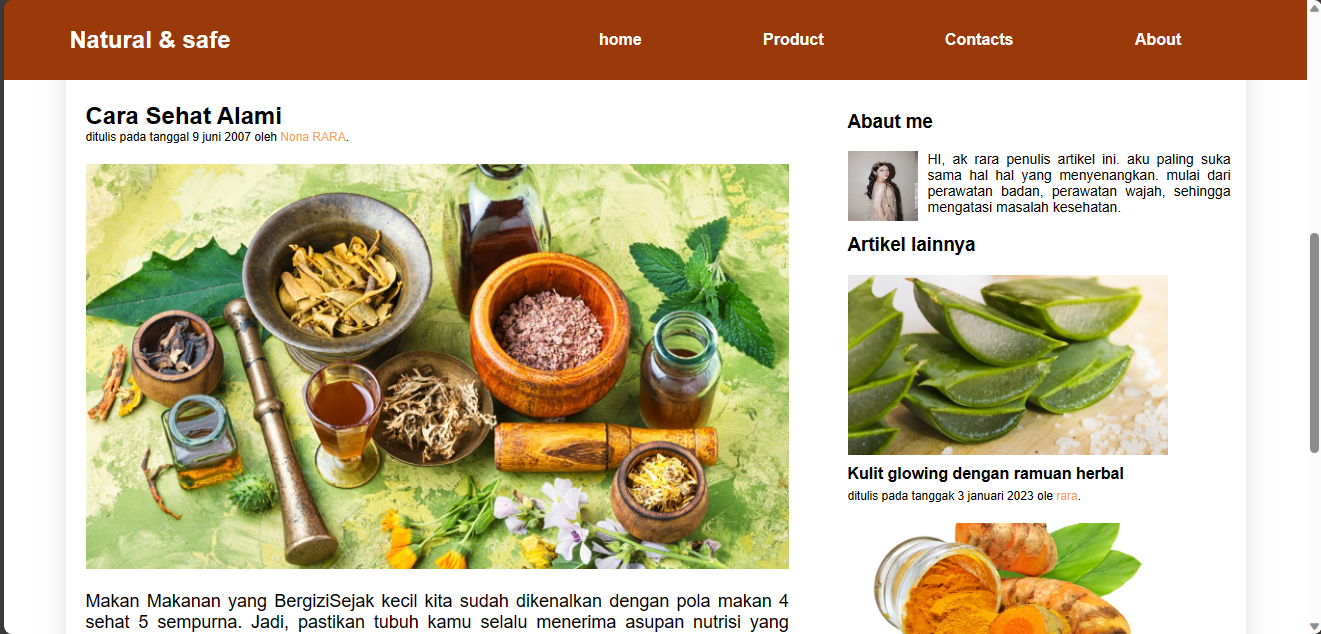 Natural & safe
home
Product
Contacts
About
Cara Sehat Alami
ditulis pada tanggal 9 juni 2007 oleh Nona RARA.
Makan Makanan yang BergiziSejak kecil kita sudah dikenalkan dengan pola makan 4
sehat 5 sempurna. Jadi, pastikan tubuh kamu selalu menerima asupan nutrisi yang
Abaut me
HI, ak rara penulis artikel ini. aku paling suka
sama hal hal yang menyenangkan. mulai dari
perawatan badan, perawatan wajah, sehingga
mengatasi masalah kesehatan.
Artikel lainnya
Kulit glowing dengan ramuan herbal
ditulis pada tanggak 3 januari 2023 ole rara.